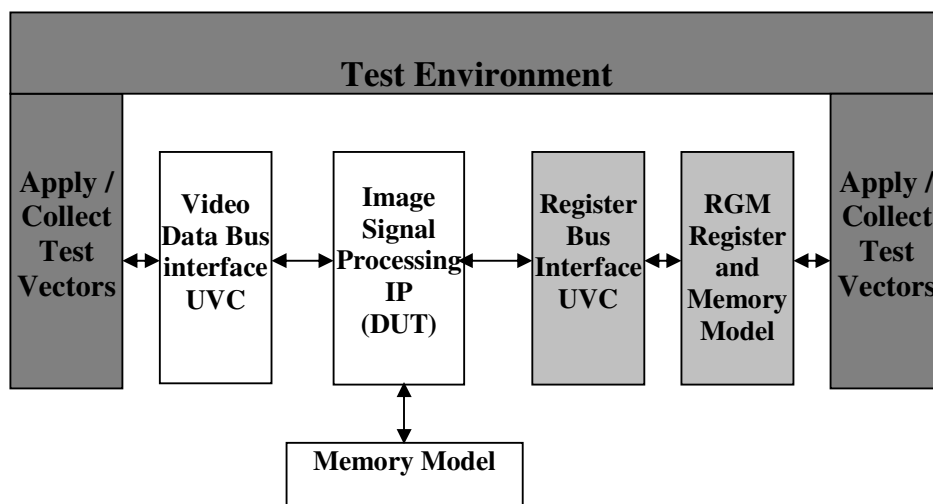 Test Environment
Apply /
Collect
Test
Vectors
Video
Data Bus
interface
UVC
Image
Signal
Processing
IP
(DUT)
Register
Bus
Interface
UVC
RGM
Register
and
Memory
Model
Apply /
Collect
Test
Vectors
Memory Model